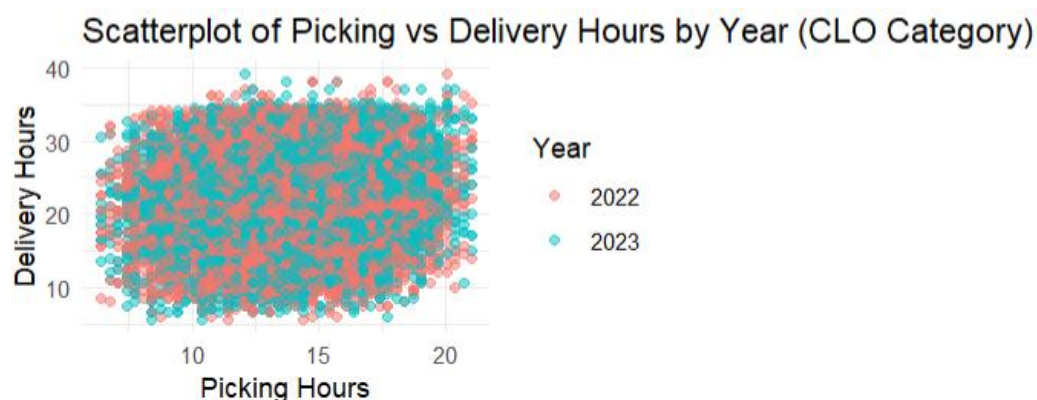 Scatterplot of Picking vs Delivery Hours by Year (CLO Category)
40
30
20
10
Delivery Hours
10 15 20
Picking Hours
Year
2022
2023